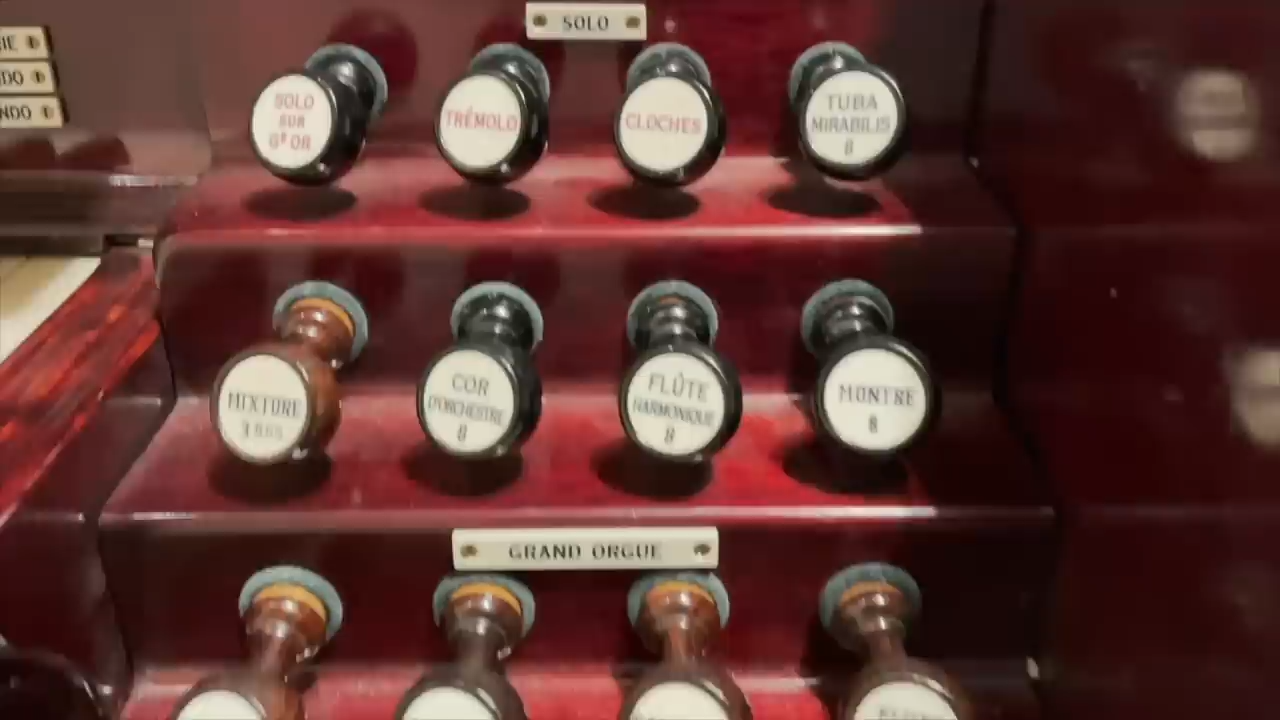 SOLO
SOLO
SUR
Gᴰ OR
TRÉMOLO
CLOCHES
TUBA
MIRABILIS
8
MIXTURE
COR
D'ORCHESTRE
8
FLÛTE
HARMONIQUE
8
MONTRE
8
GRAND ORGUE